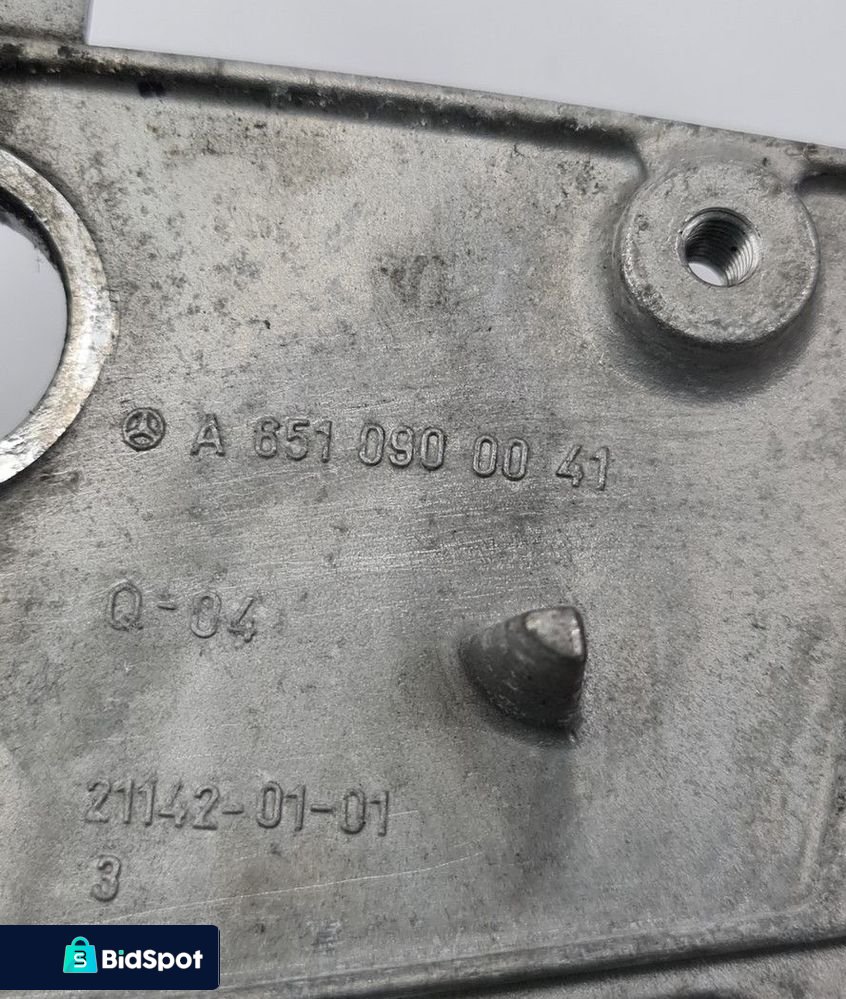 A 651 090 00 41
Q-04
21142-01-01
3
BidSpot